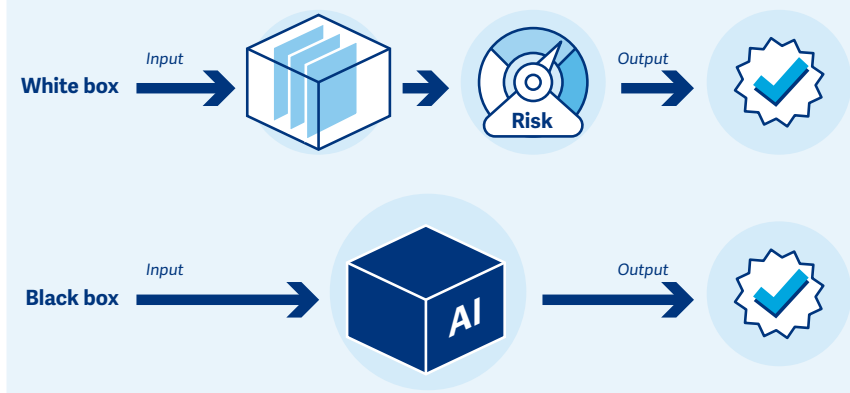 Input
Output
White box
Risk
Input
Output
Black box
AI